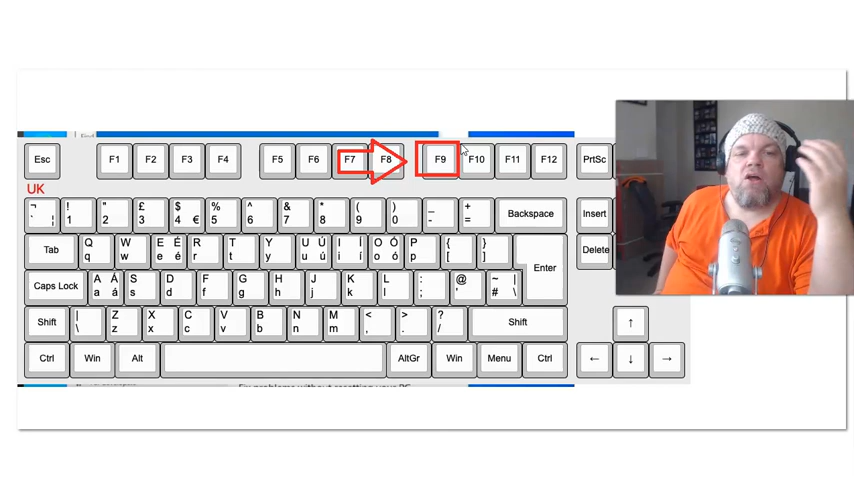 Find
Esc F1 F2 F3 F4 F5 F6 F7 F8 F9 F10 F11 F12 PrtSc
UK
¬ ` ¦ ! 1 " 2 £ 3 $ 4 € % 5 ^ 6 & 7 * 8 ( 9 ) 0 _ - + = Backspace Insert
Tab Q q W w E É e é R r T t Y y U Ú u ú I Í i í O Ó o ó P p { [ } ] Enter Delete
Caps Lock A Á a á S s D d F f G g H h J j K k L l : ; @ ' ~ | # \
Shift | \ Z z X x C c V v B b N n M m < , > . ? / Shift ↑
Ctrl Win Alt AltGr Win Menu Ctrl ← ↓ →
Fix problems without resetting your PC